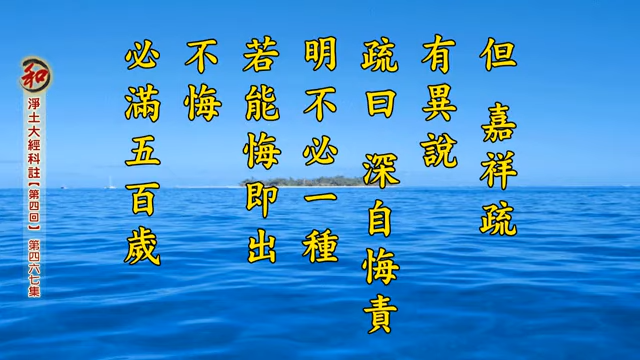 但 嘉祥疏
有異說
疏曰 深自悔責
明不必一種
若能悔即出
不悔
必滿五百歲
和
淨土大經科註【第四回】 第四六七集